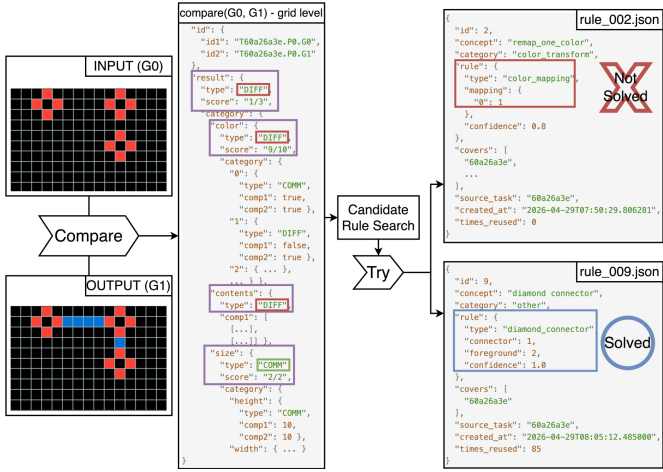 INPUT (G0)
Compare
OUTPUT (G1)
compare(G0, G1) - grid level
"id": {
"id1": "T60a26a3e.P0.G0"
"id2": "T60a26a3e.P0.G1"
},
"result": {
"type": "DIFF",
"score": "1/3",
"category": {
"color": {
"type": "DIFF",
"score": "9/10",
"category": {
"0": {
"type": "COMM",
"comp1": true,
"comp2": true },
"1": {
"type": "DIFF",
"comp1": false,
"comp2": true },
"2": { ... },
... } },
"contents": {
"type": "DIFF",
"comp1": [
[...],
[...]] },
"size": {
"type": "COMM",
"score": "2/2",
"category": {
"height": {
"type": "COMM",
"comp1": 10,
"comp2": 10 },
"width": { ... }
}
Candidate
Rule Search
Try
rule_002.json
{
"id": 2,
"concept": "remap_one_color",
"category": "color_transform",
"rule": {
"type": "color_mapping",
"mapping": {
"0": 1
},
"confidence": 0.8
},
"covers": [
"60a26a3e",
...
],
"source_task": "60a26a3e",
"created_at": "2026-04-29T07:50:29.806281",
"times_reused": 0
}
Not
Solved
rule_009.json
{
"id": 9,
"concept": "diamond connector",
"category": "other",
"rule": {
"type": "diamond_connector"
"connector": 1,
"foreground": 2,
"confidence": 1.0
},
"covers": [
"60a26a3e"
],
"source_task": "60a26a3e",
"created_at": "2026-04-29T08:05:12.485000",
"times_reused": 85
}
Solved